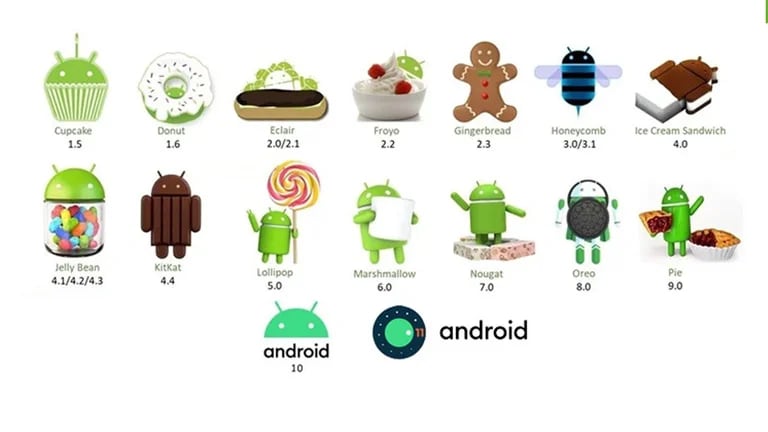 Cupcake
1.5
Donut
1.6
Eclair
2.0/2.1
Froyo
2.2
Gingerbread
2.3
Honeycomb
3.0/3.1
Ice Cream Sandwich
4.0
Jelly Bean
4.1/4.2/4.3
KitKat
4.4
Lollipop
5.0
Marshmallow
6.0
Nougat
7.0
Oreo
8.0
Pie
9.0
android
10
11
android